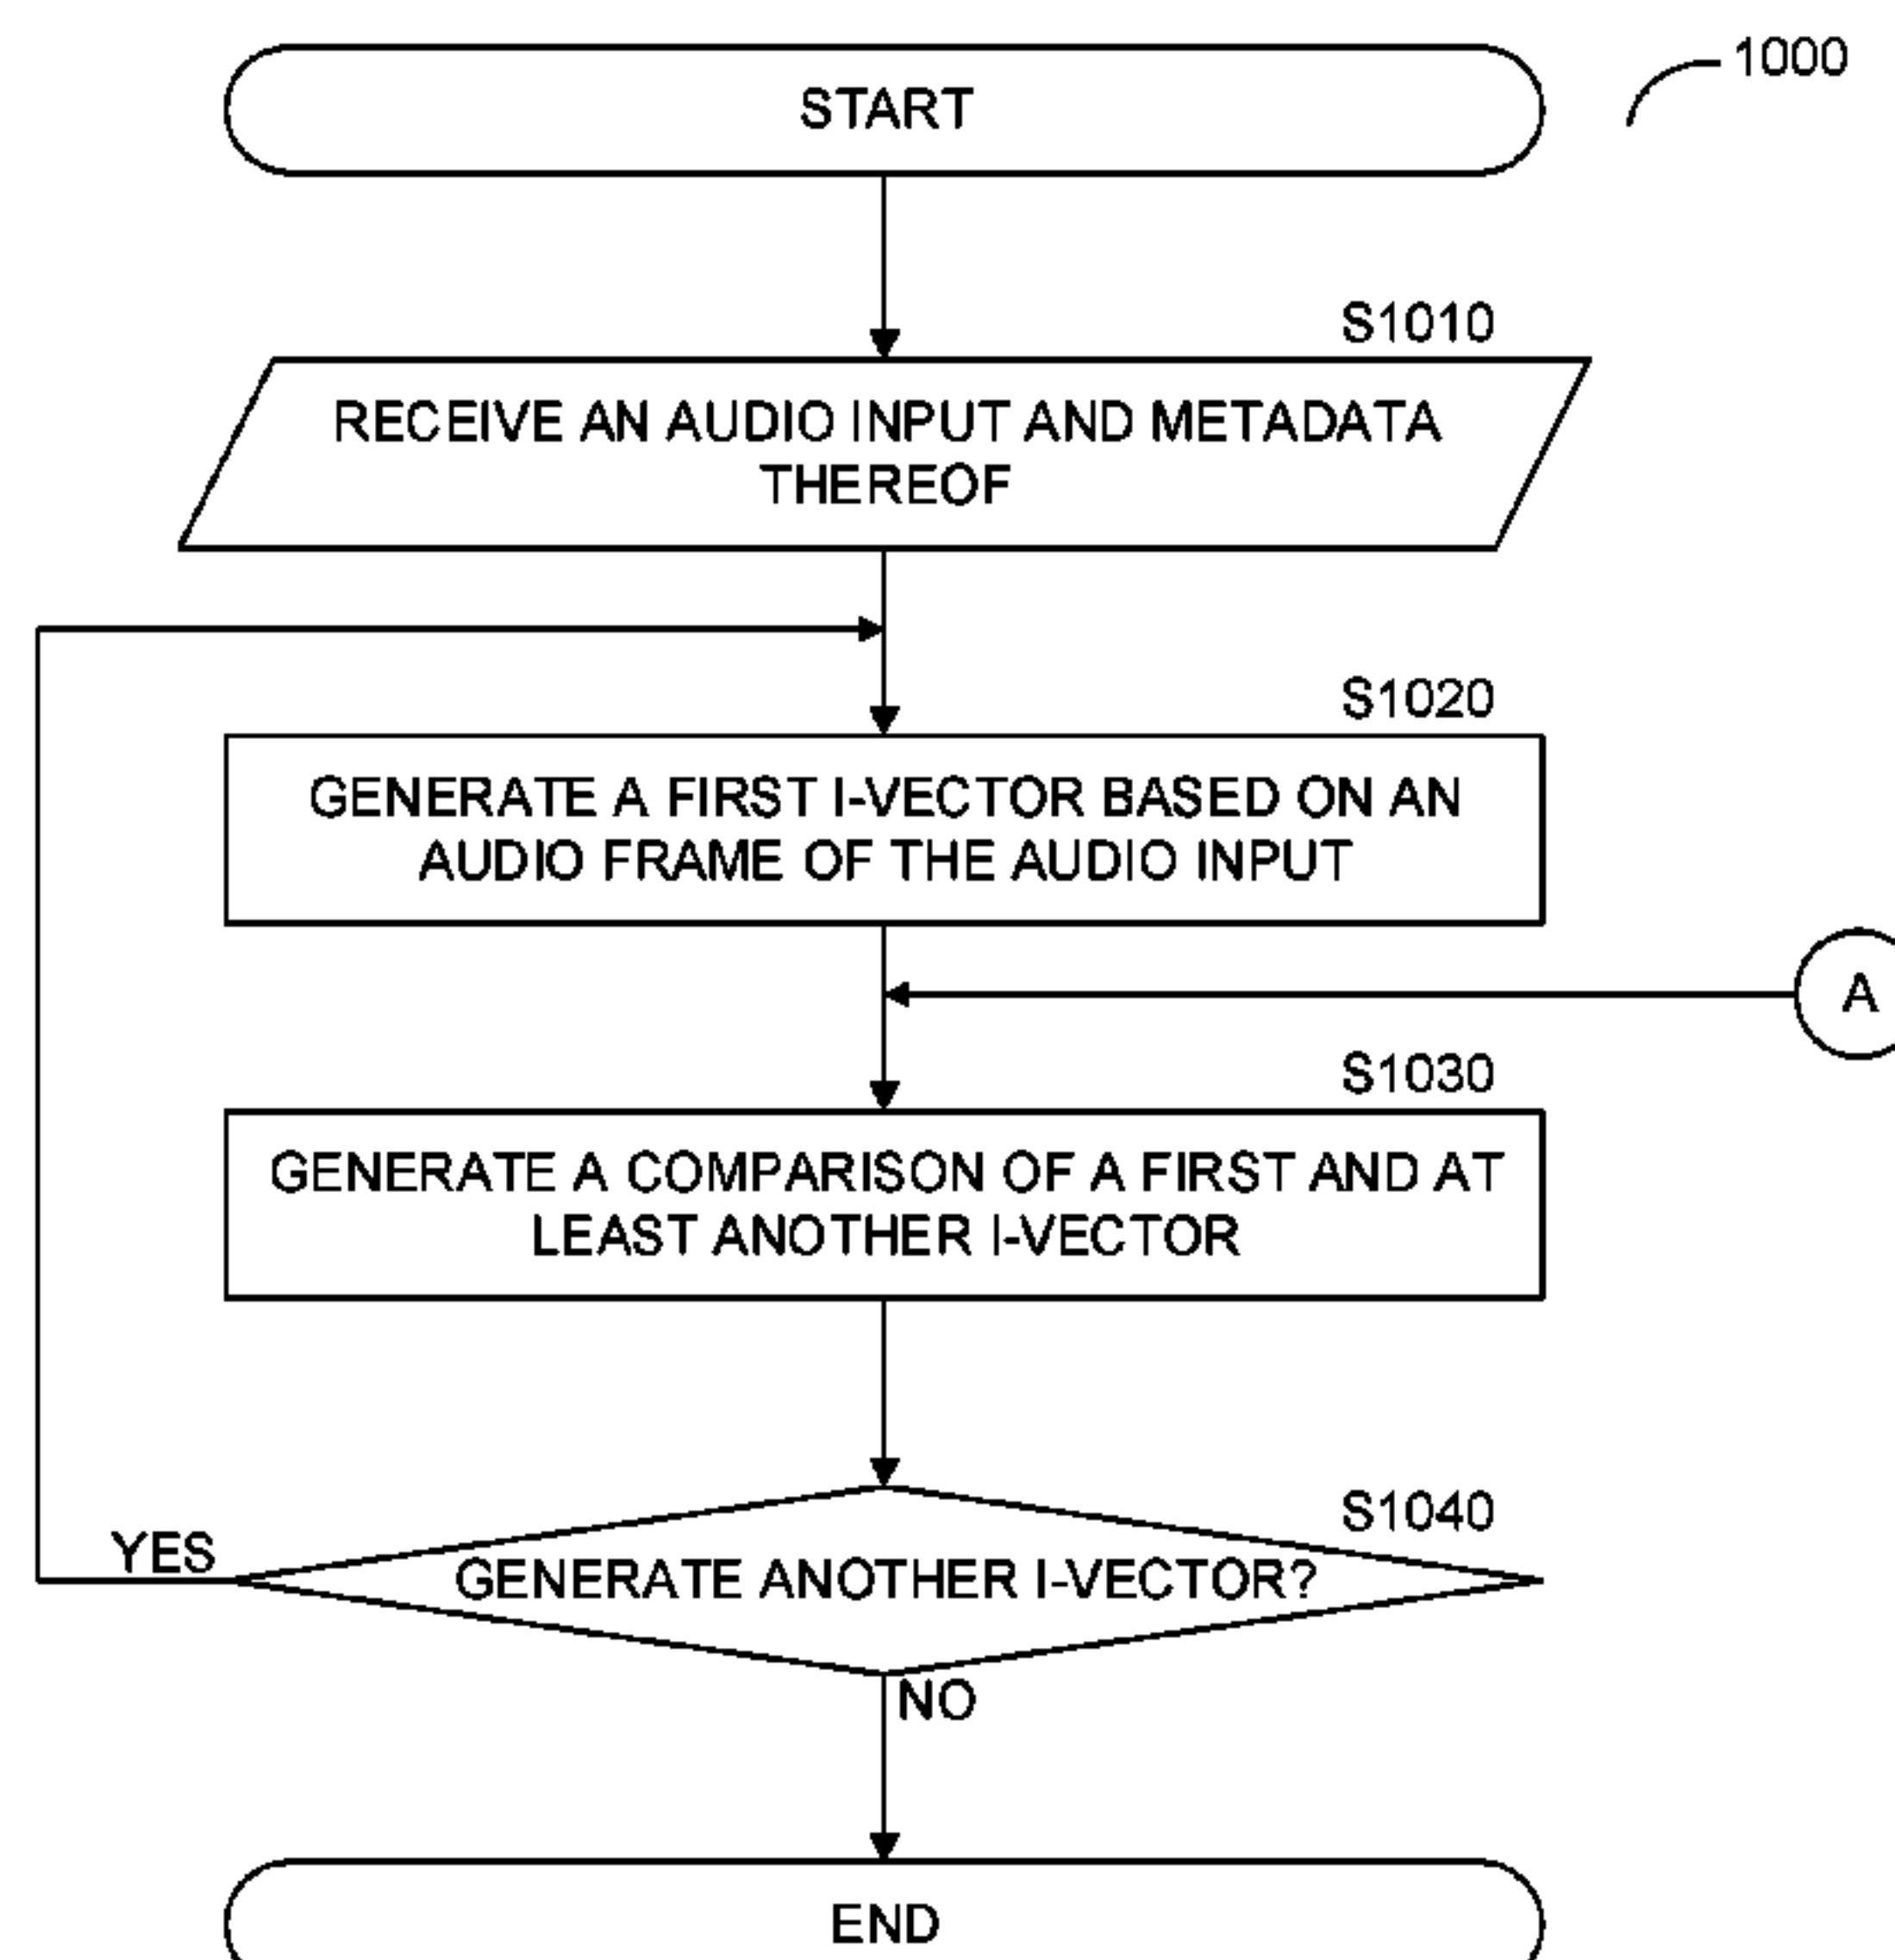 START
1000
S1010
RECEIVE AN AUDIO INPUT AND METADATA
THEREOF
S1020
GENERATE A FIRST I-VECTOR BASED ON AN
AUDIO FRAME OF THE AUDIO INPUT
A
S1030
GENERATE A COMPARISON OF A FIRST AND AT
LEAST ANOTHER I-VECTOR
S1040
YES
GENERATE ANOTHER I-VECTOR?
NO
END